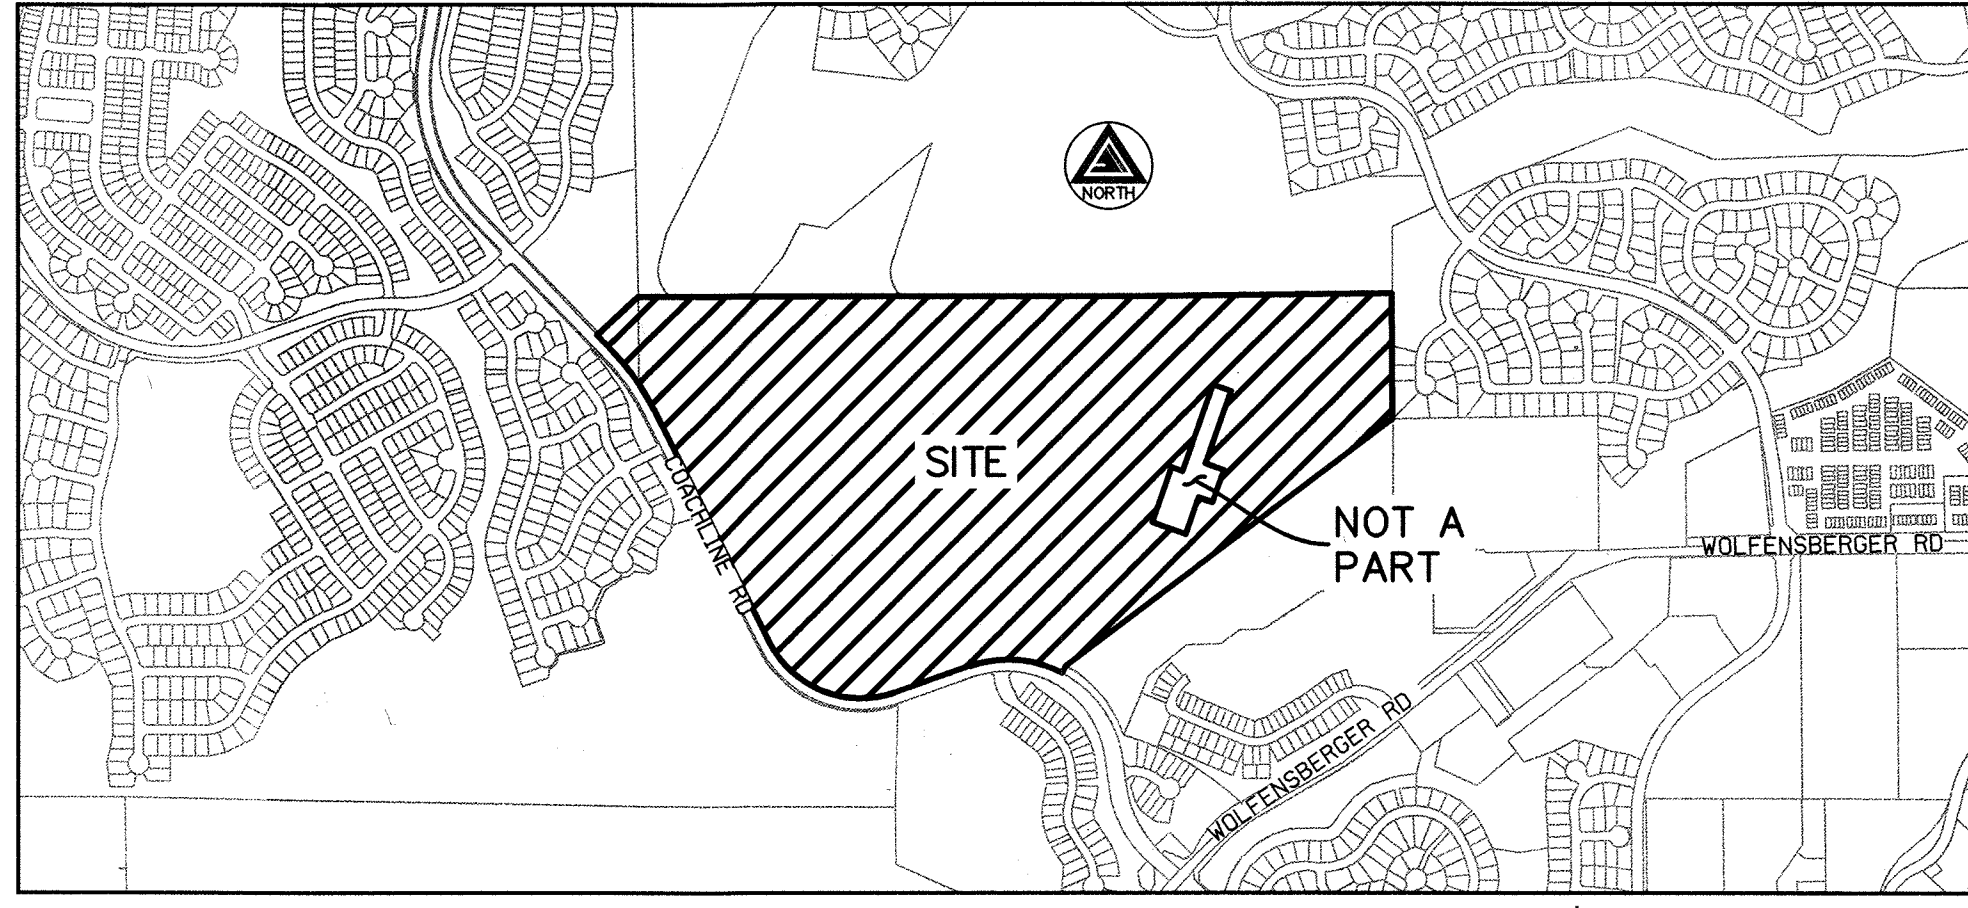 NORTH
SITE
COACHLINE RD
NOT A
PART
WOLFENSBERGER RD
WOLFENSBERGER RD